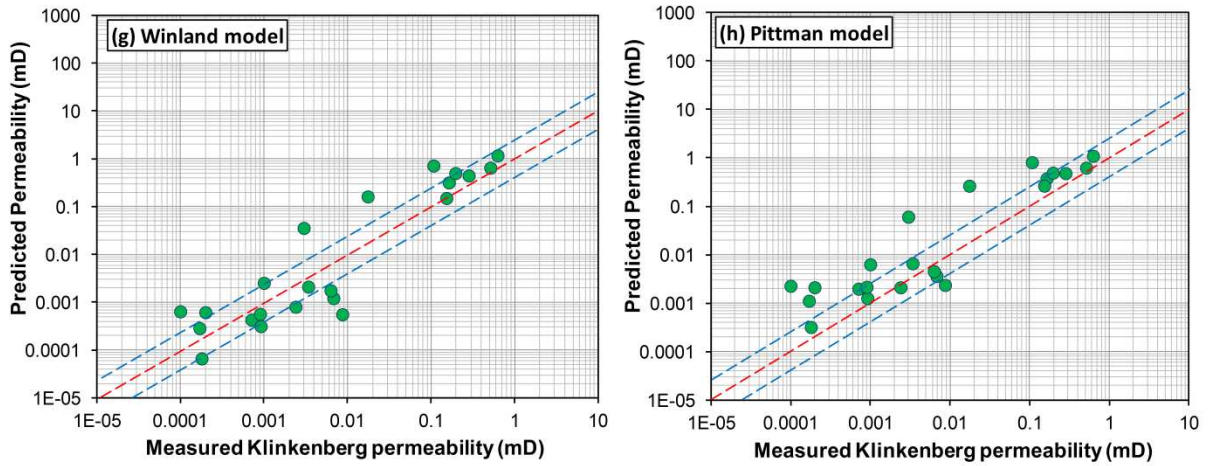 (g) Winland model
Predicted Permeability (mD)
1000
100
10
1
0.1
0.01
0.001
0.0001
1E-05
1E-05 0.0001 0.001 0.01 0.1 1 10
Measured Klinkenberg permeability (mD)
(h) Pittman model
Predicted Permeability (mD)
1000
100
10
1
0.1
0.01
0.001
0.0001
1E-05
1E-05 0.0001 0.001 0.01 0.1 1 10
Measured Klinkenberg permeability (mD)